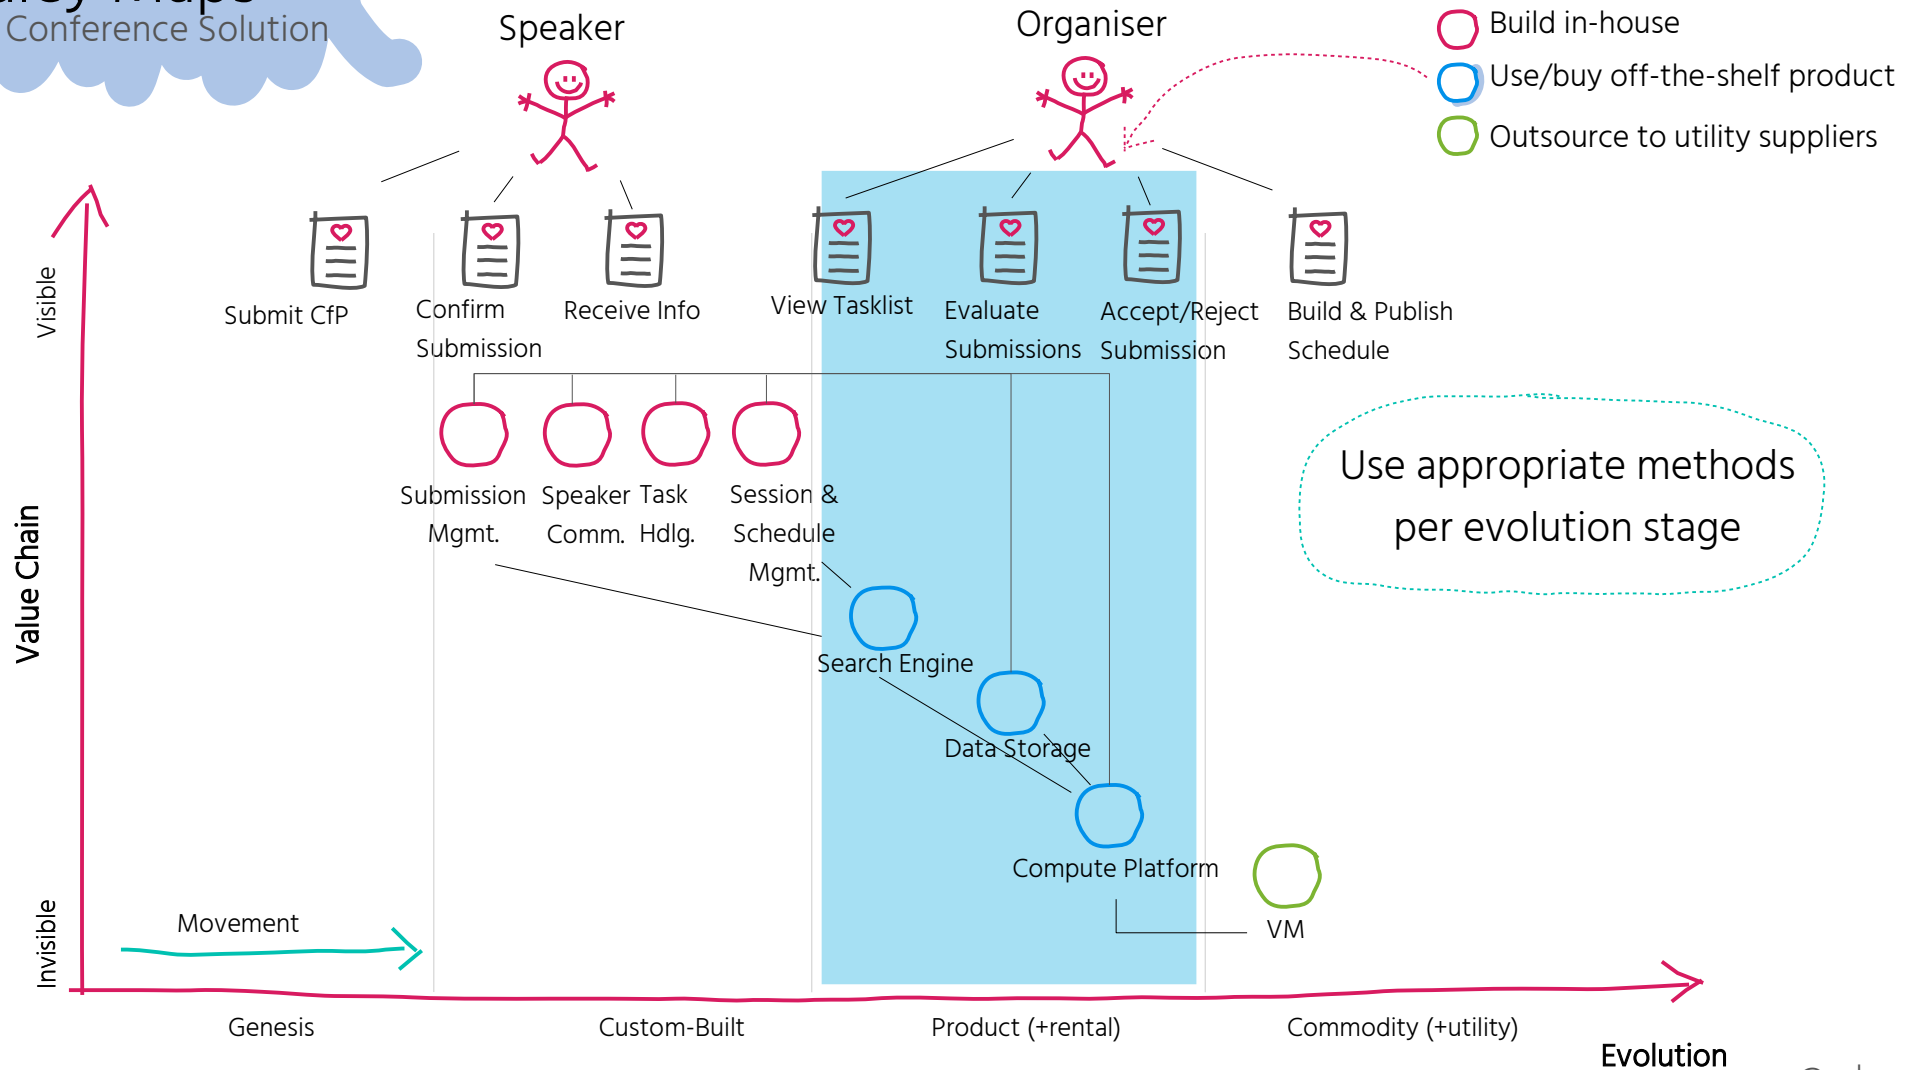 Maps
Conference Solution
Speaker
Organiser
Build in-house
Use/buy off-the-shelf product
Outsource to utility suppliers
Submit CfP
Confirm
Submission
Receive Info
View Tasklist
Evaluate
Submissions
Accept/Reject
Submission
Build & Publish
Schedule
Visible
Value Chain
Invisible
Submission
Mgmt.
Speaker
Comm.
Task
Hdlg.
Session &
Schedule
Mgmt.
Use appropriate methods
per evolution stage
Search Engine
Data Storage
Compute Platform
VM
Movement
Genesis
Custom-Built
Product (+rental)
Commodity (+utility)
Evolution